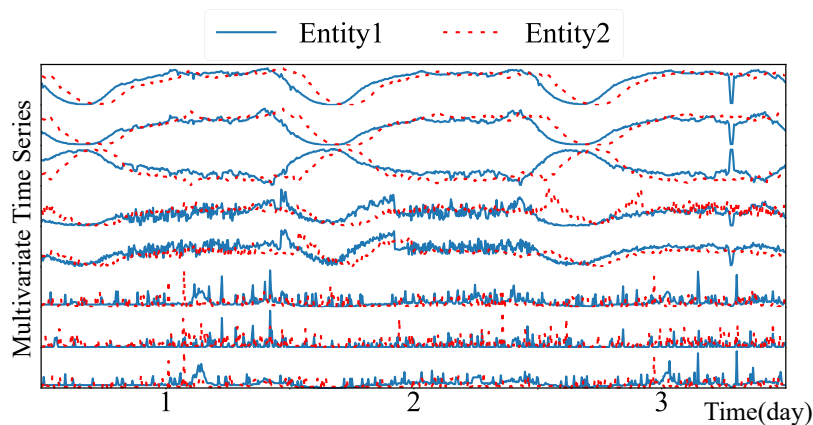 Entity1
Entity2
Multivariate Time Series
1
2
3
Time(day)